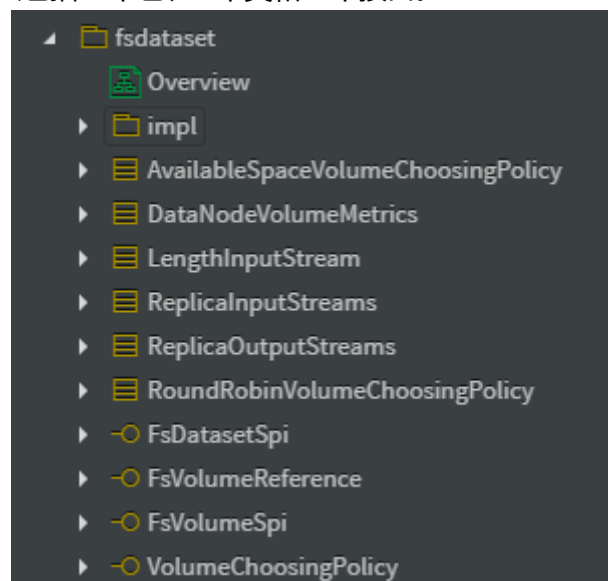 fsdataset
Overview
impl
AvailableSpaceVolumeChoosingPolicy
DataNodeVolumeMetrics
LengthInputStream
ReplicaInputStreams
ReplicaOutputStreams
RoundRobinVolumeChoosingPolicy
FsDatasetSpi
FsVolumeReference
FsVolumeSpi
VolumeChoosingPolicy